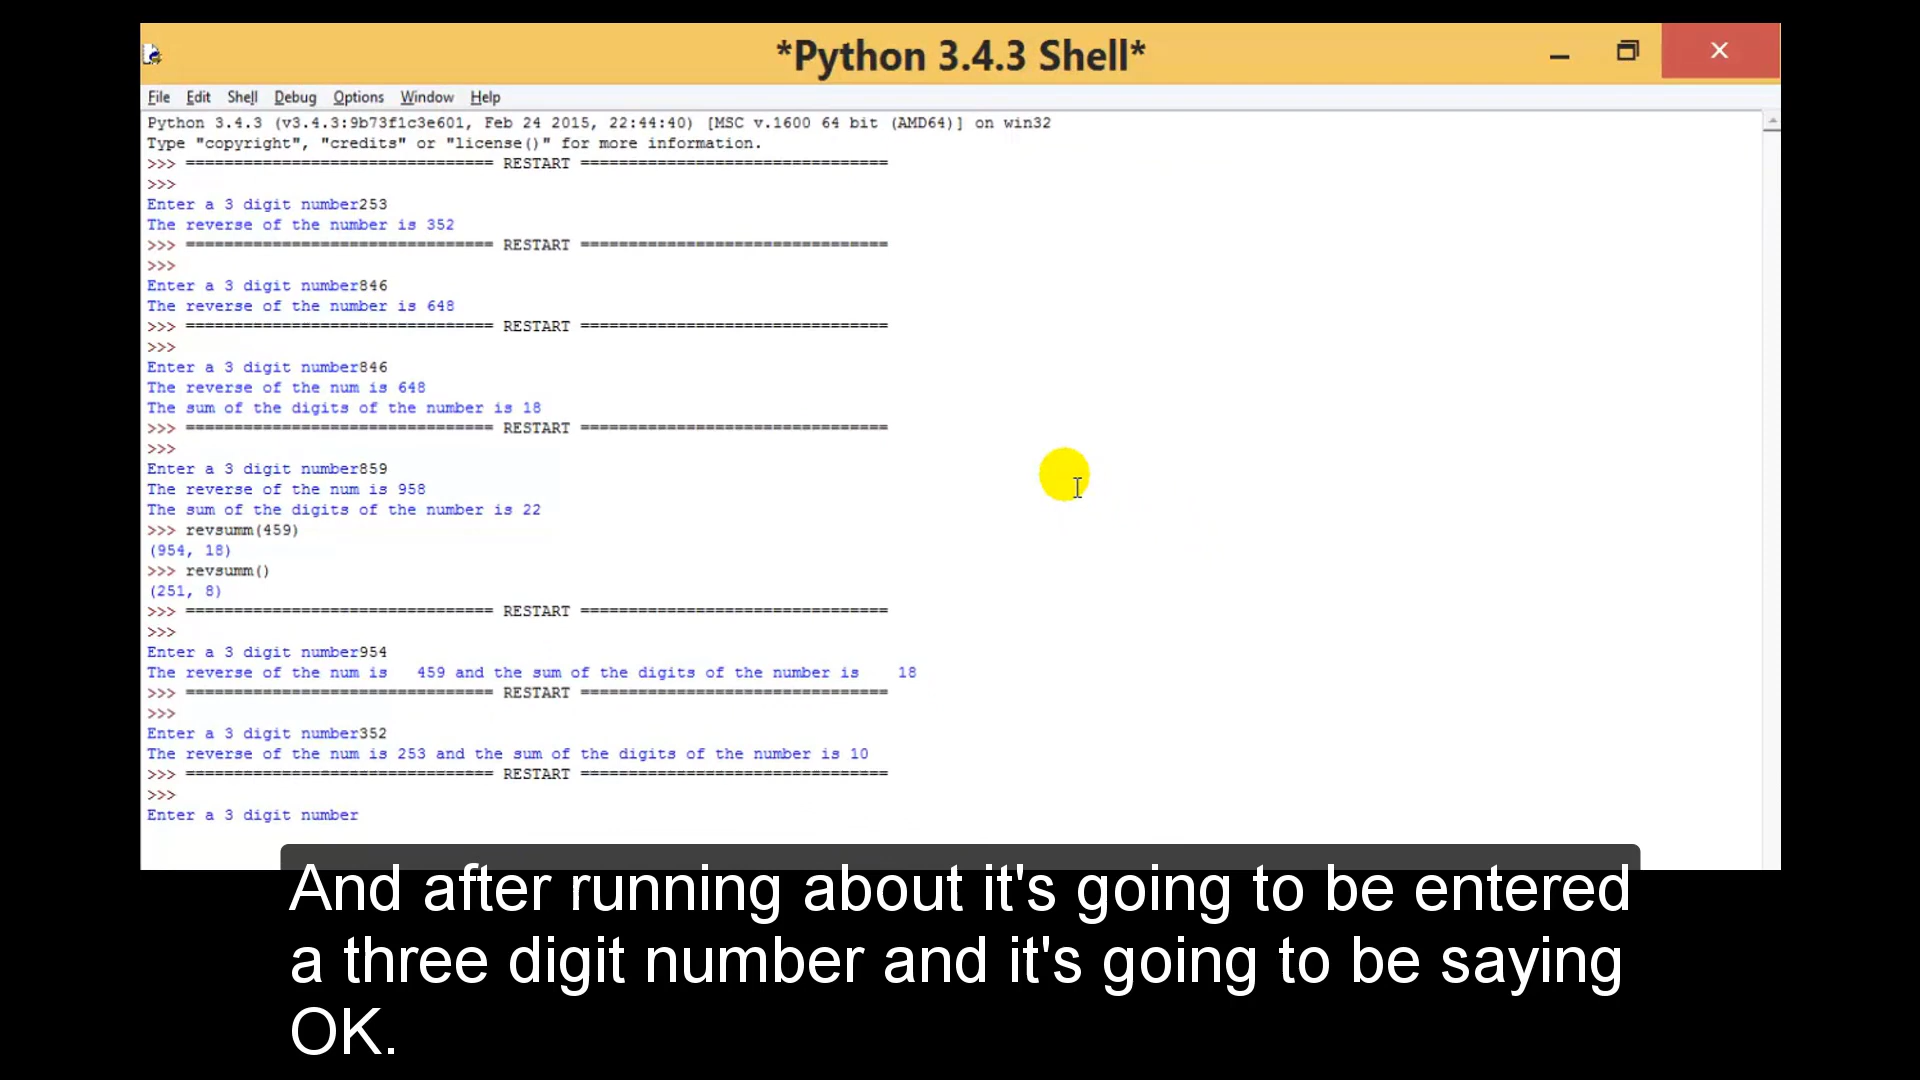 *Python 3.4.3 Shell*
File Edit Shell Debug Options Window Help
Python 3.4.3 (v3.4.3:9b73f1c3e601, Feb 24 2015, 22:44:40) [MSC v.1600 64 bit (AMD64)] on win32
Type "copyright", "credits" or "license()" for more information.
>>> ================================ RESTART ================================
>>>
Enter a 3 digit number253
The reverse of the number is 352
>>> ================================ RESTART ================================
>>>
Enter a 3 digit number846
The reverse of the number is 648
>>> ================================ RESTART ================================
>>>
Enter a 3 digit number846
The reverse of the num is 648
The sum of the digits of the number is 18
>>> ================================ RESTART ================================
>>>
Enter a 3 digit number859
The reverse of the num is 958
The sum of the digits of the number is 22
>>> revsumm(459)
(954, 18)
>>> revsumm()
(251, 8)
>>> ================================ RESTART ================================
>>>
Enter a 3 digit number954
The reverse of the num is   459 and the sum of the digits of the number is    18
>>> ================================ RESTART ================================
>>>
Enter a 3 digit number352
The reverse of the num is 253 and the sum of the digits of the number is 10
>>> ================================ RESTART ================================
>>>
Enter a 3 digit number
And after running about it's going to be entered
a three digit number and it's going to be saying
OK.